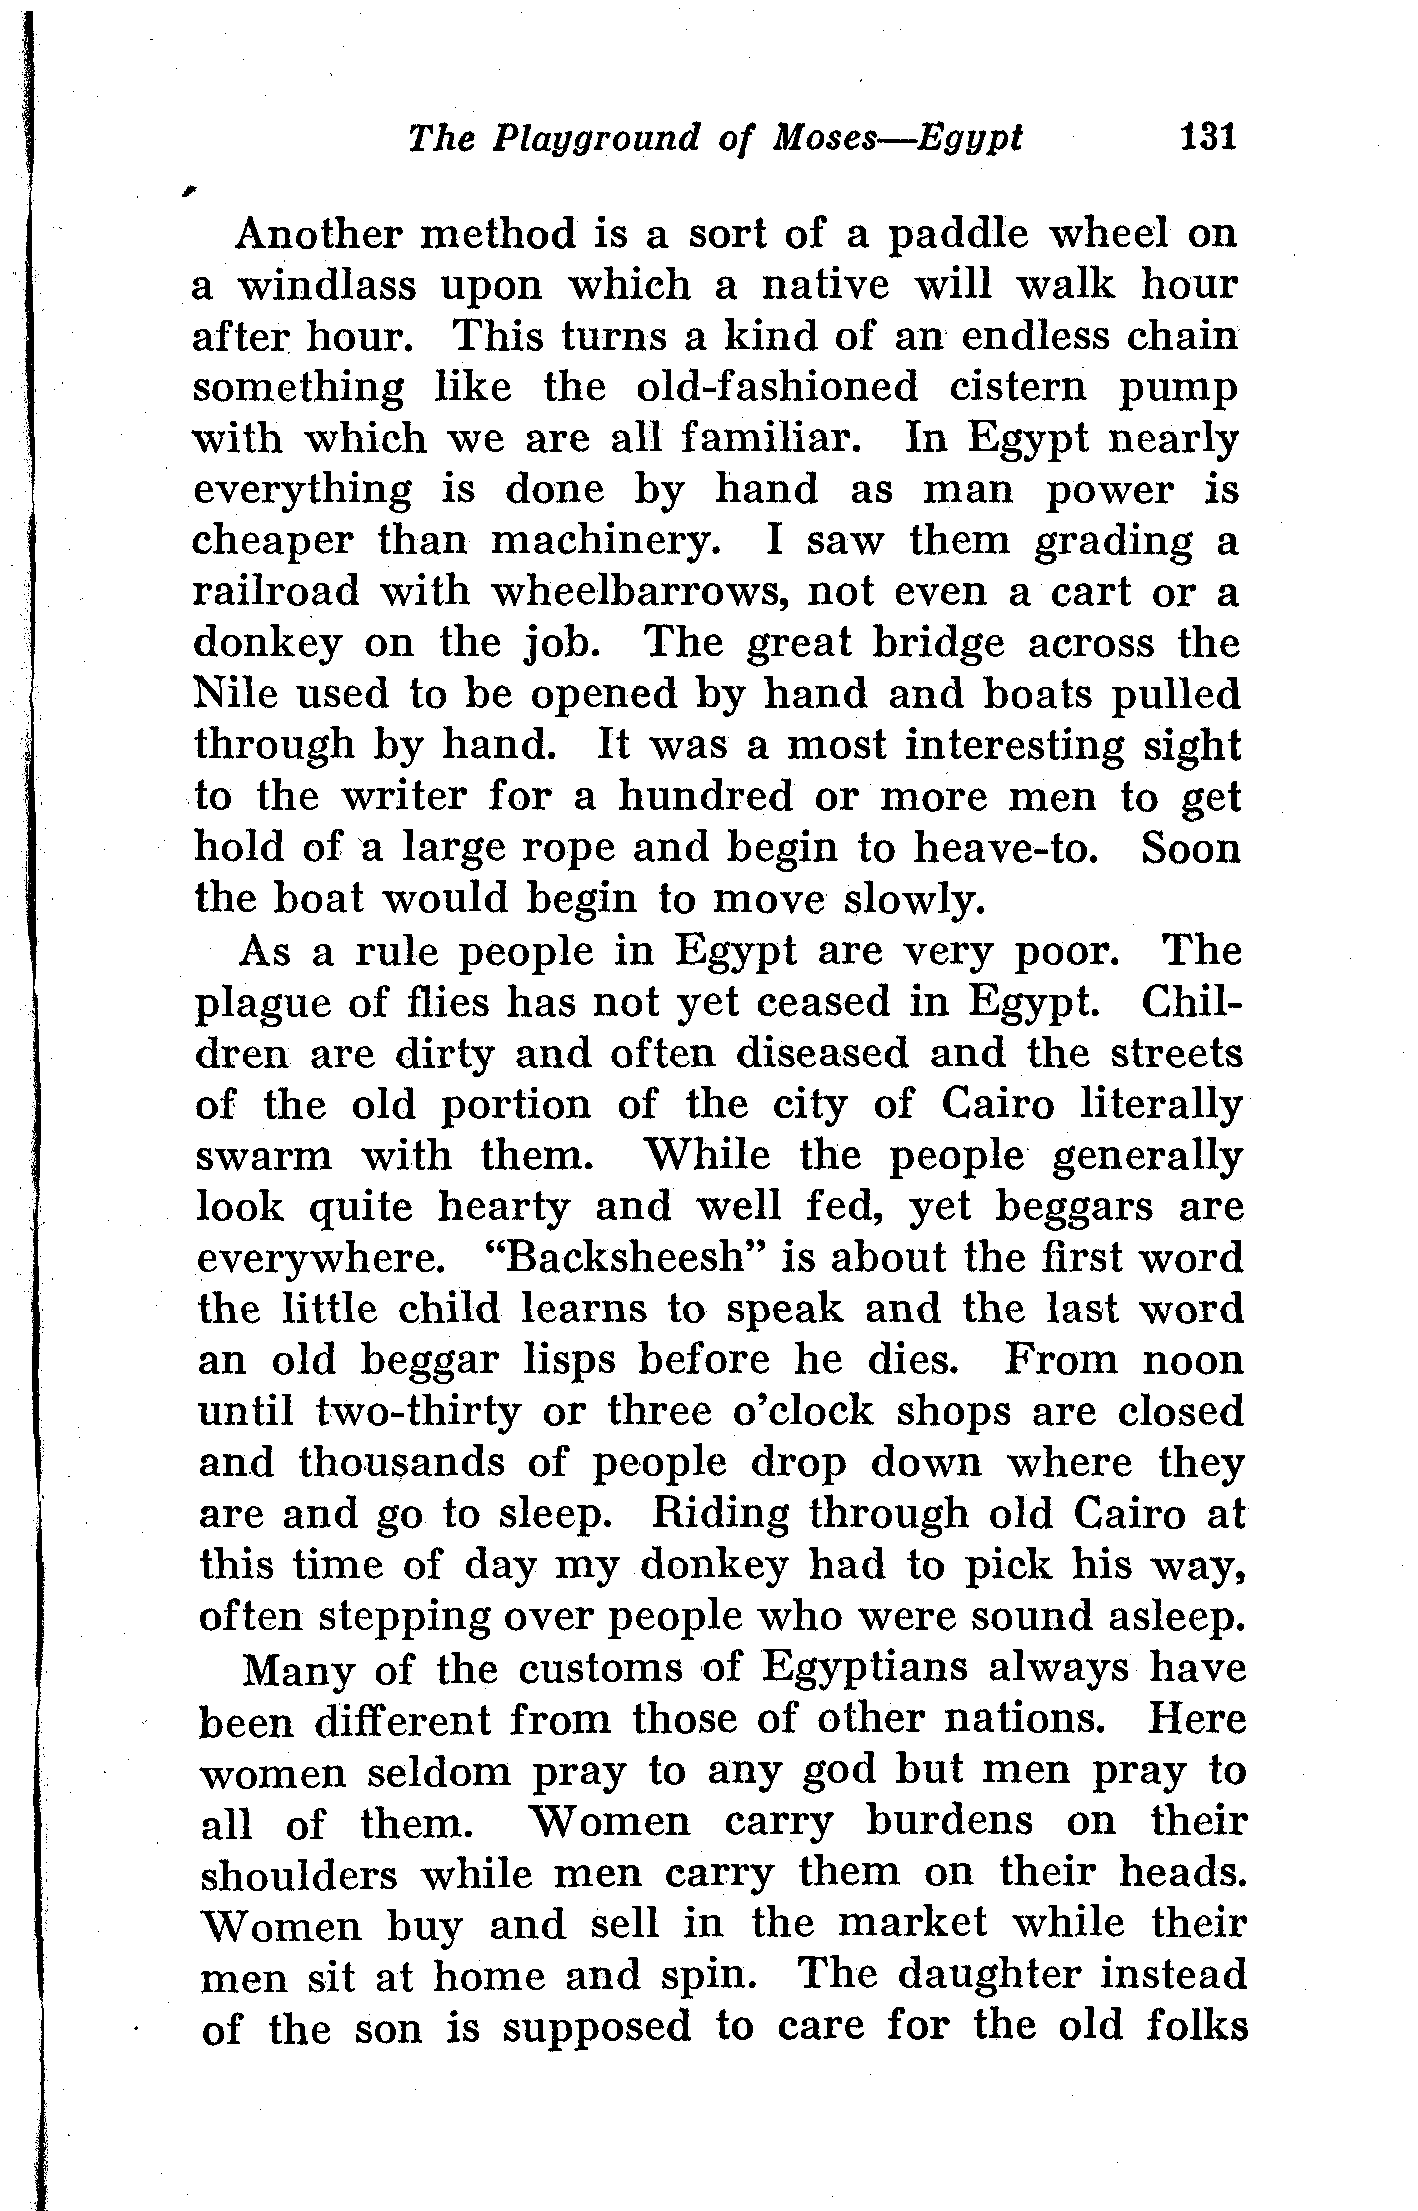 The Playground of Moses—Egypt 131
Another method is a sort of a paddle wheel on
a windlass upon which a native will walk hour
after hour. This turns a kind of an endless chain
something like the old-fashioned cistern pump
with which we are all familiar. In Egypt nearly
everything is done by hand as man power is
cheaper than machinery. I saw them grading a
railroad with wheelbarrows, not even a cart or a
donkey on the job. The great bridge across the
Nile used to be opened by hand and boats pulled
through by hand. It was a most interesting sight
to the writer for a hundred or more men to get
hold of a large rope and begin to heave-to. Soon
the boat would begin to move slowly.
As a rule people in Egypt are very poor. The
plague of flies has not yet ceased in Egypt. Chil-
dren are dirty and often diseased and the streets
of the old portion of the city of Cairo literally
swarm with them. While the people generally
look quite hearty and well fed, yet beggars are
everywhere. “Backsheesh” is about the first word
the little child learns to speak and the last word
an old beggar lisps before he dies. From noon
until two-thirty or three o’clock shops are closed
and thousands of people drop down where they
are and go to sleep. Riding through old Cairo at
this time of day my donkey had to pick his way,
often stepping over people who were sound asleep.
Many of the customs of Egyptians always have
been different from those of other nations. Here
women seldom pray to any god but men pray to
all of them. Women carry burdens on their
shoulders while men carry them on their heads.
Women buy and sell in the market while their
men sit at home and spin. The daughter instead
of the son is supposed to care for the old folks